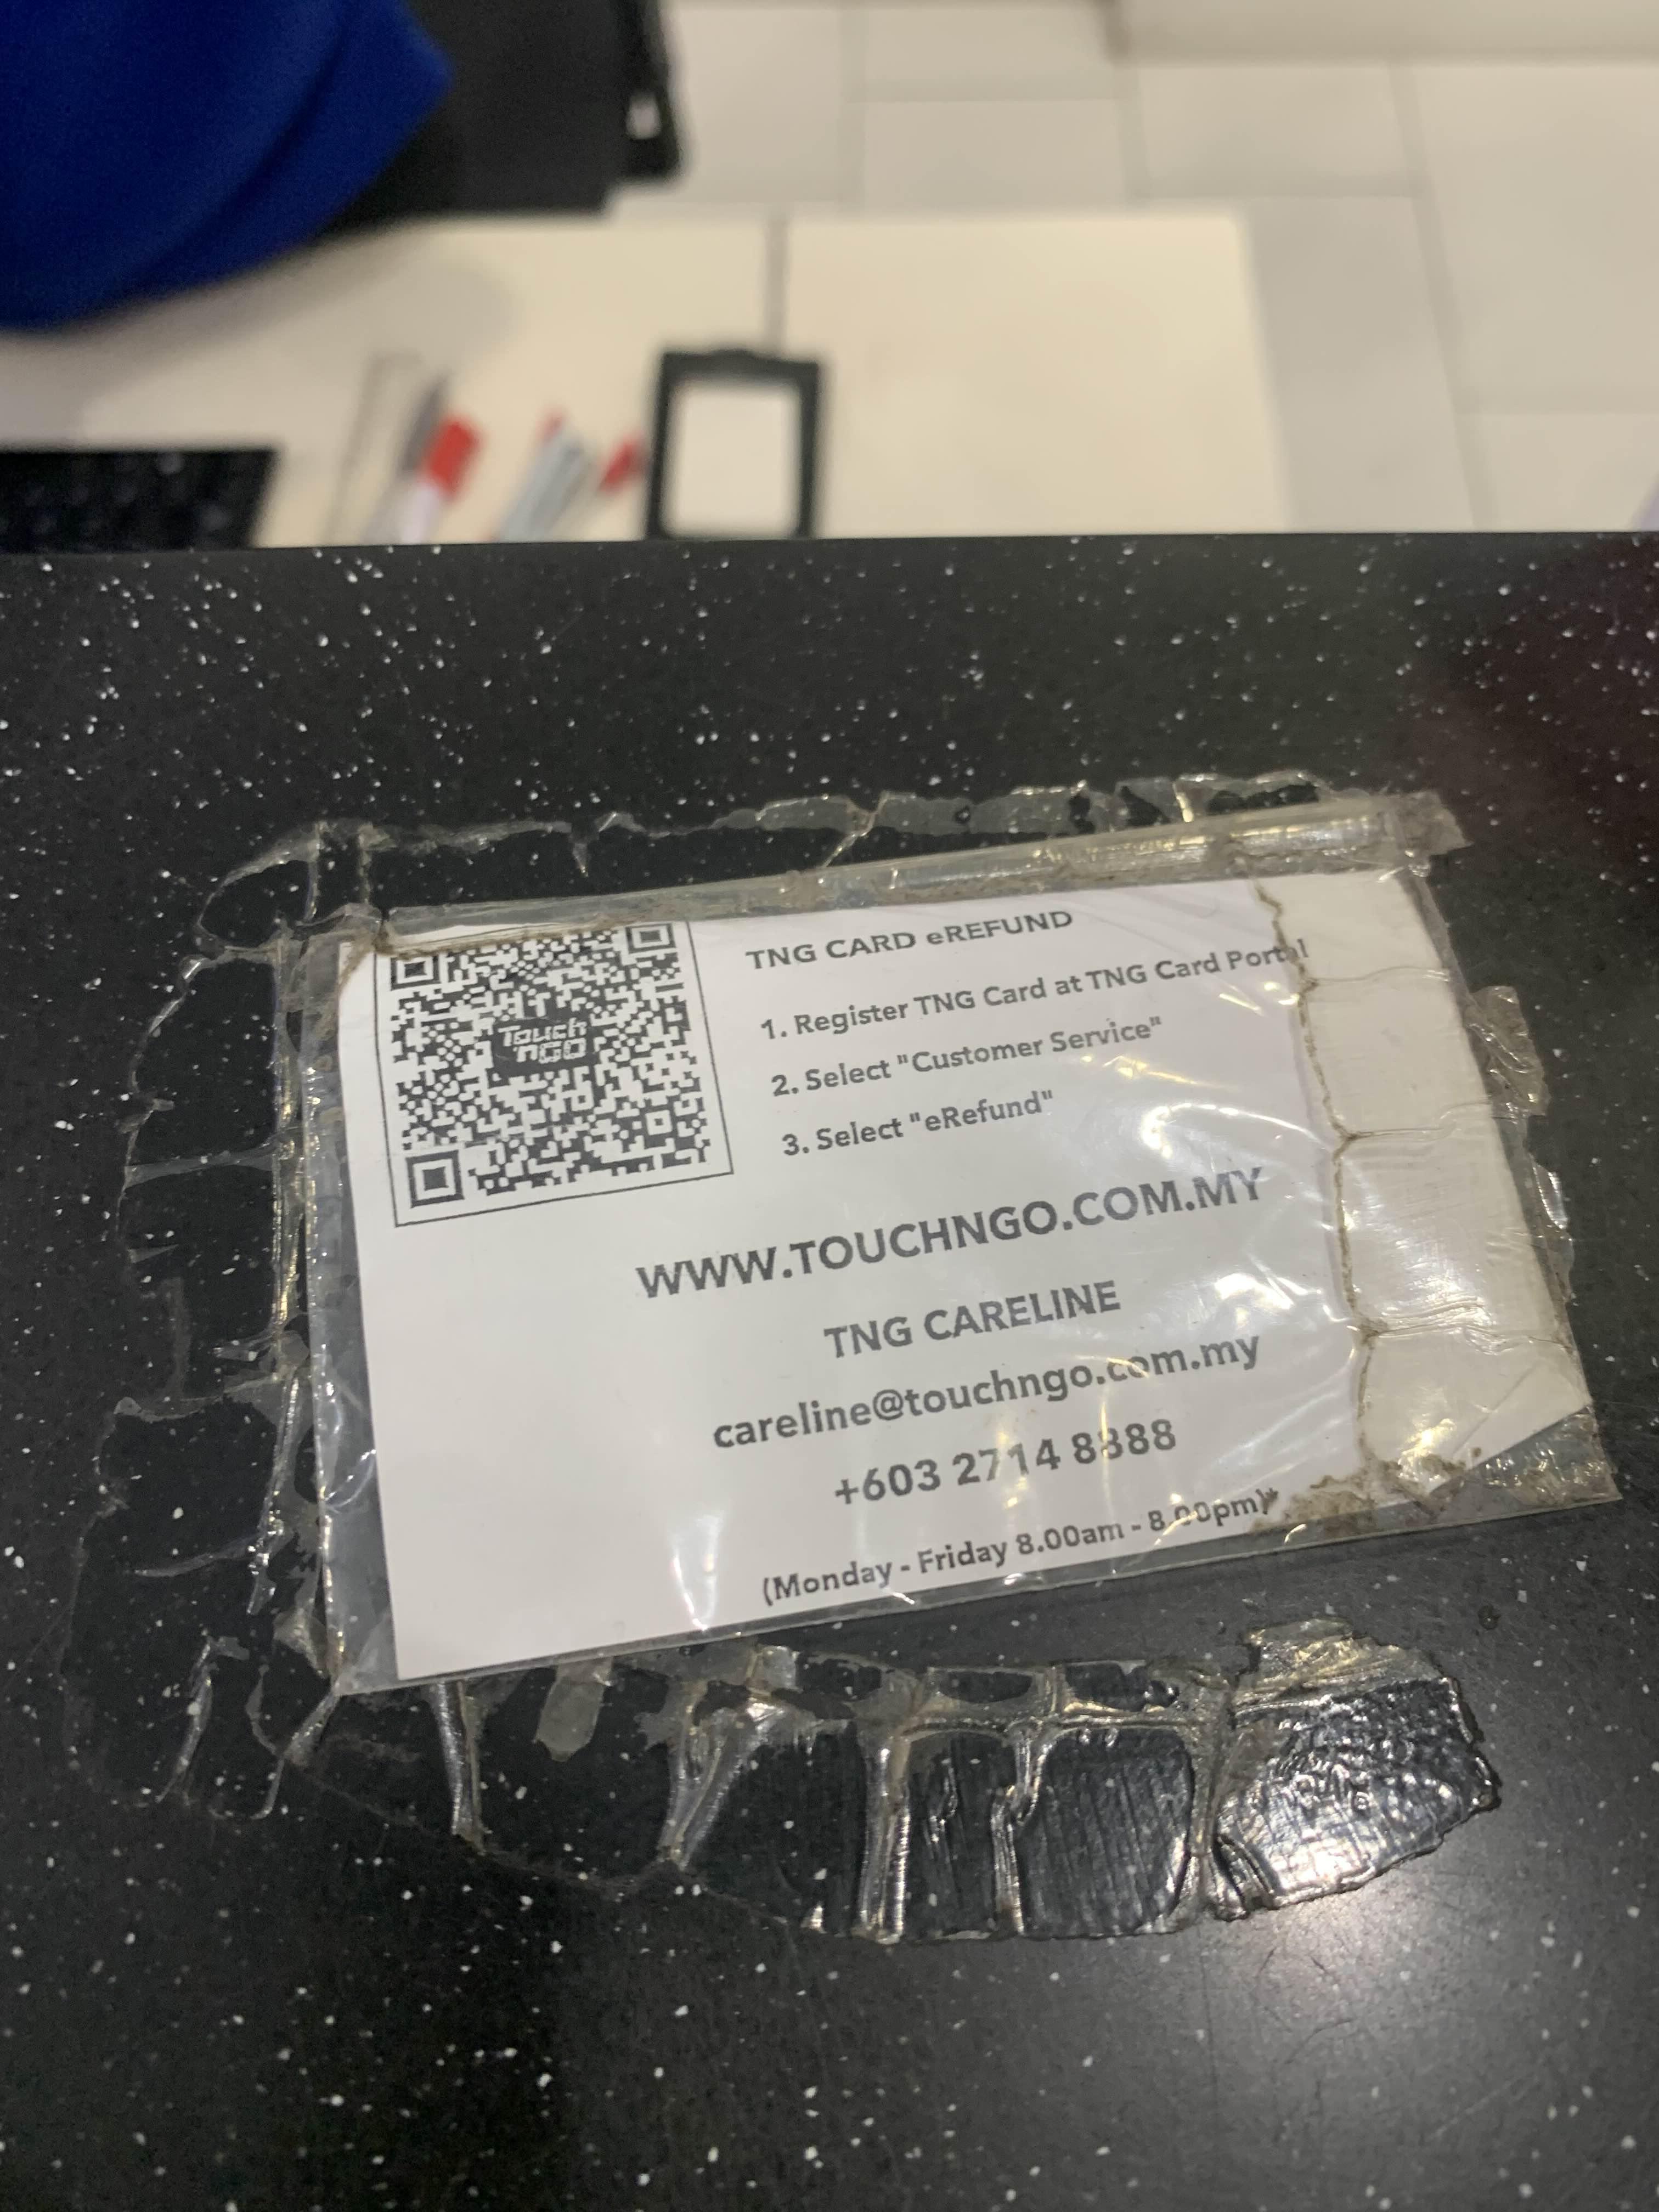 Touch
'nGO
TNG CARD eREFUND
1. Register TNG Card at TNG Card Portal
2. Select "Customer Service"
3. Select "eRefund"
WWW.TOUCHNGO.COM.MY
TNG CARELINE
careline@touchngo.com.my
+603 2714 8888
(Monday - Friday 8.00am - 8.00pm)*